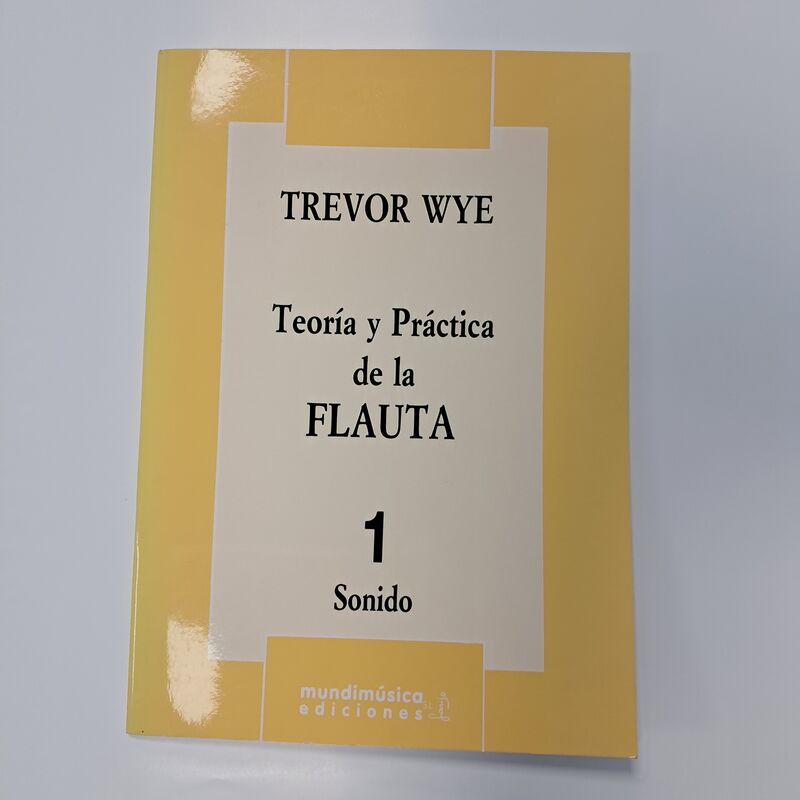 TREVOR WYE
Teoría y Práctica
de la
FLAUTA
1
Sonido
mundimúsica
ediciones S.L.